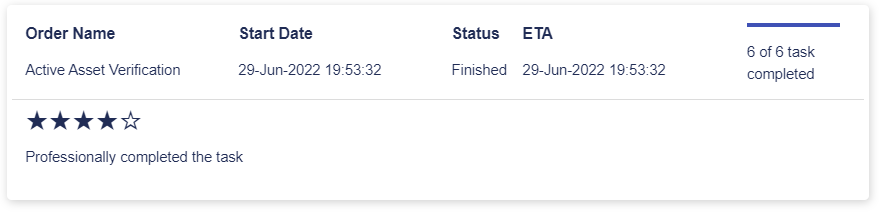 Order Name Start Date Status ETA
Active Asset Verification 29-Jun-2022 19:53:32 Finished 29-Jun-2022 19:53:32
6 of 6 task
completed
Professionally completed the task